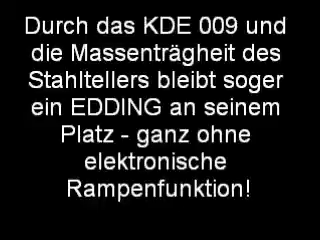 Durch das KDE 009 und
die Massenträgheit des
Stahltellers bleibt soger
ein EDDING an seinem
Platz - ganz ohne
elektronische
Rampenfunktion!